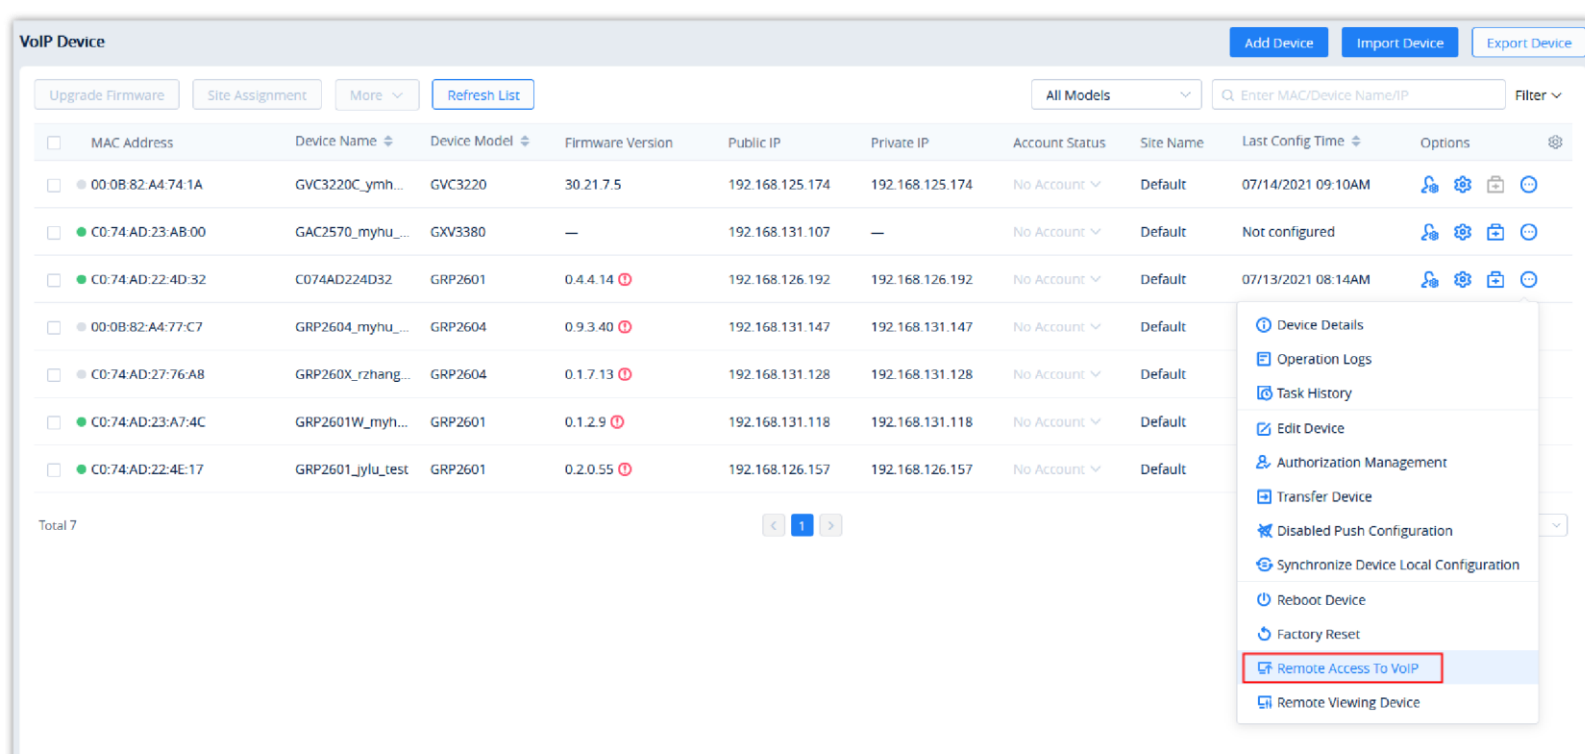 VoIP Device Add Device Import Device Export Device
Upgrade Firmware Site Assignment More Refresh List All Models Enter MAC/Device Name/IP Filter
MAC Address Device Name Device Model Firmware Version Public IP Private IP Account Status Site Name Last Config Time Options
00:0B:82:A4:74:1A GVC3220C_ymh... GVC3220 30.21.7.5 192.168.125.174 192.168.125.174 No Account Default 07/14/2021 09:10AM
C0:74:AD:23:AB:00 GAC2570_myhu_... GXV3380 — 192.168.131.107 — No Account Default Not configured
C0:74:AD:22:4D:32 C074AD224D32 GRP2601 0.4.4.14 192.168.126.192 192.168.126.192 No Account Default 07/13/2021 08:14AM
00:0B:82:A4:77:C7 GRP2604_myhu_... GRP2604 0.9.3.40 192.168.131.147 192.168.131.147 No Account Default
C0:74:AD:27:76:A8 GRP260X_rzhang... GRP2604 0.1.7.13 192.168.131.128 192.168.131.128 No Account Default
C0:74:AD:23:A7:4C GRP2601W_myh... GRP2601 0.1.2.9 192.168.131.118 192.168.131.118 No Account Default
C0:74:AD:22:4E:17 GRP2601_jylu_test GRP2601 0.2.0.55 192.168.126.157 192.168.126.157 No Account Default
Total 7 < 1 >
Device Details
Operation Logs
Task History
Edit Device
Authorization Management
Transfer Device
Disabled Push Configuration
Synchronize Device Local Configuration
Reboot Device
Factory Reset
Remote Access To VoIP
Remote Viewing Device